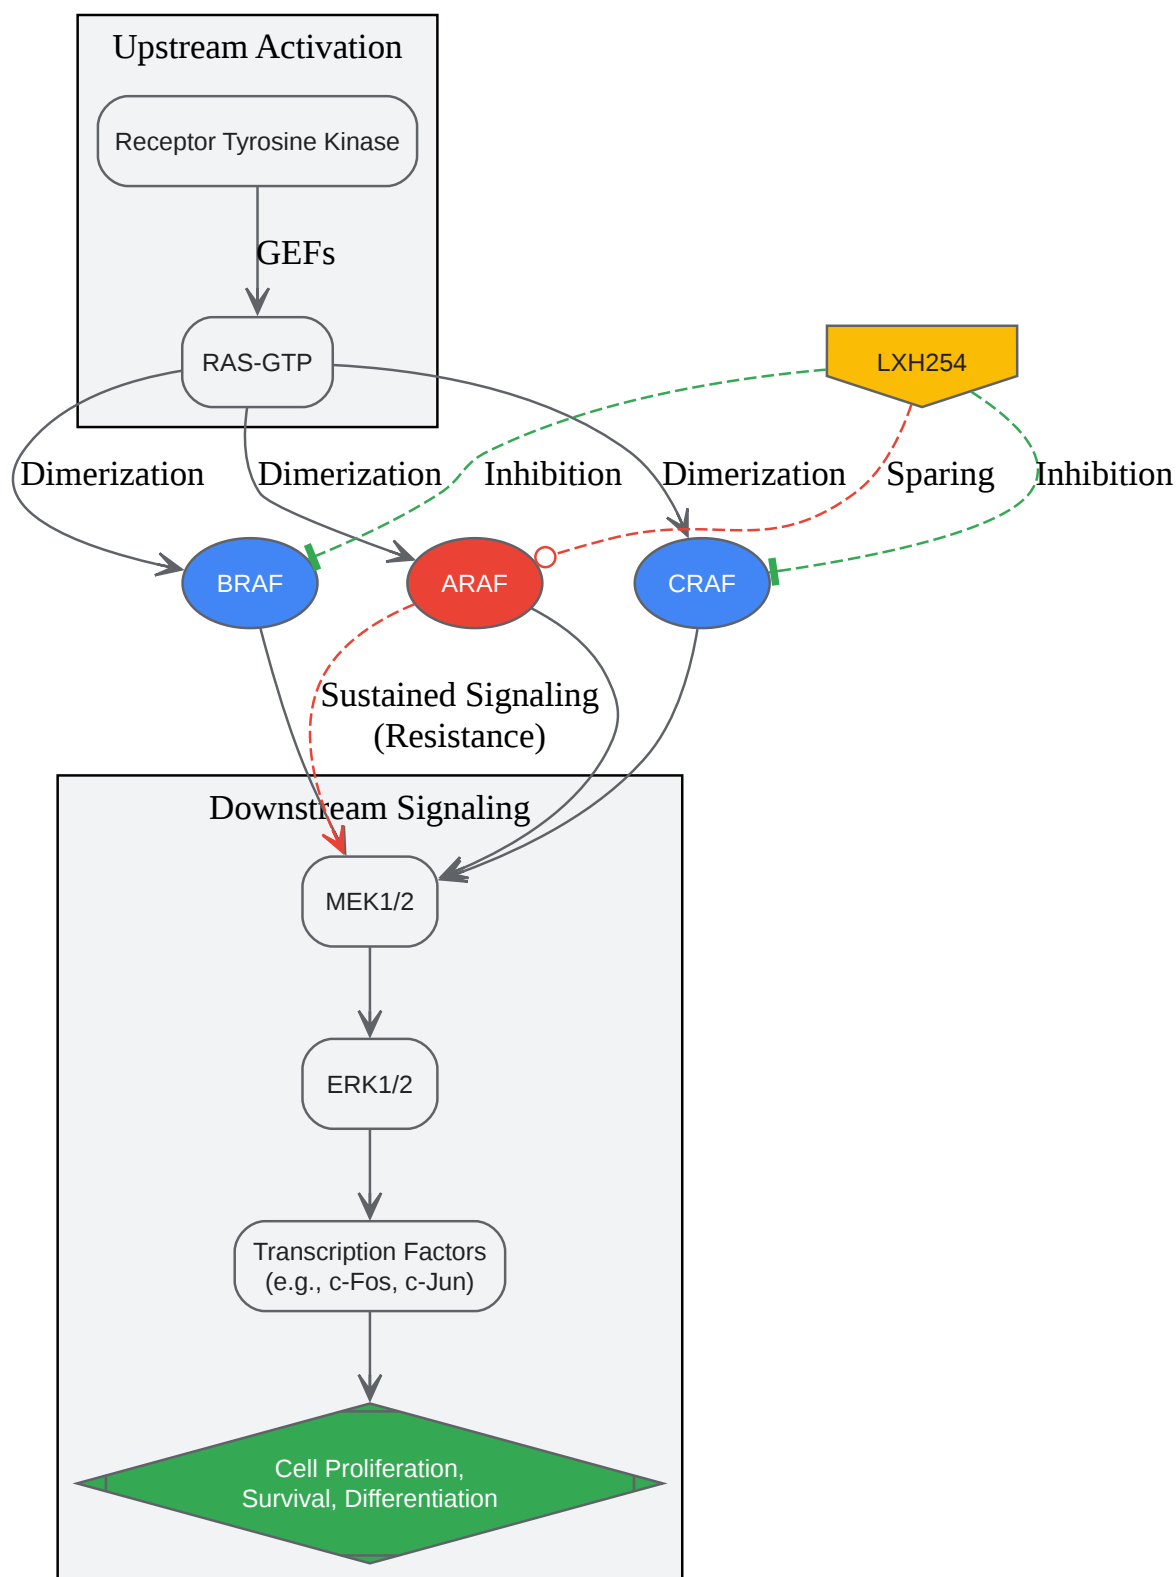 Upstream Activation
Receptor Tyrosine Kinase
GEFs
RAS-GTP
LXH254
Dimerization
Dimerization
Inhibition
Dimerization
Sparing
Inhibition
BRAF
ARAF
CRAF
Sustained Signaling
(Resistance)
Downstream Signaling
MEK1/2
ERK1/2
Transcription Factors
(e.g., c-Fos, c-Jun)
Cell Proliferation,
Survival, Differentiation